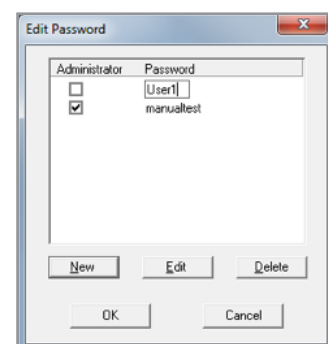 Edit Password
Administrator Password
User1
manualtest
New Edit Delete
OK Cancel